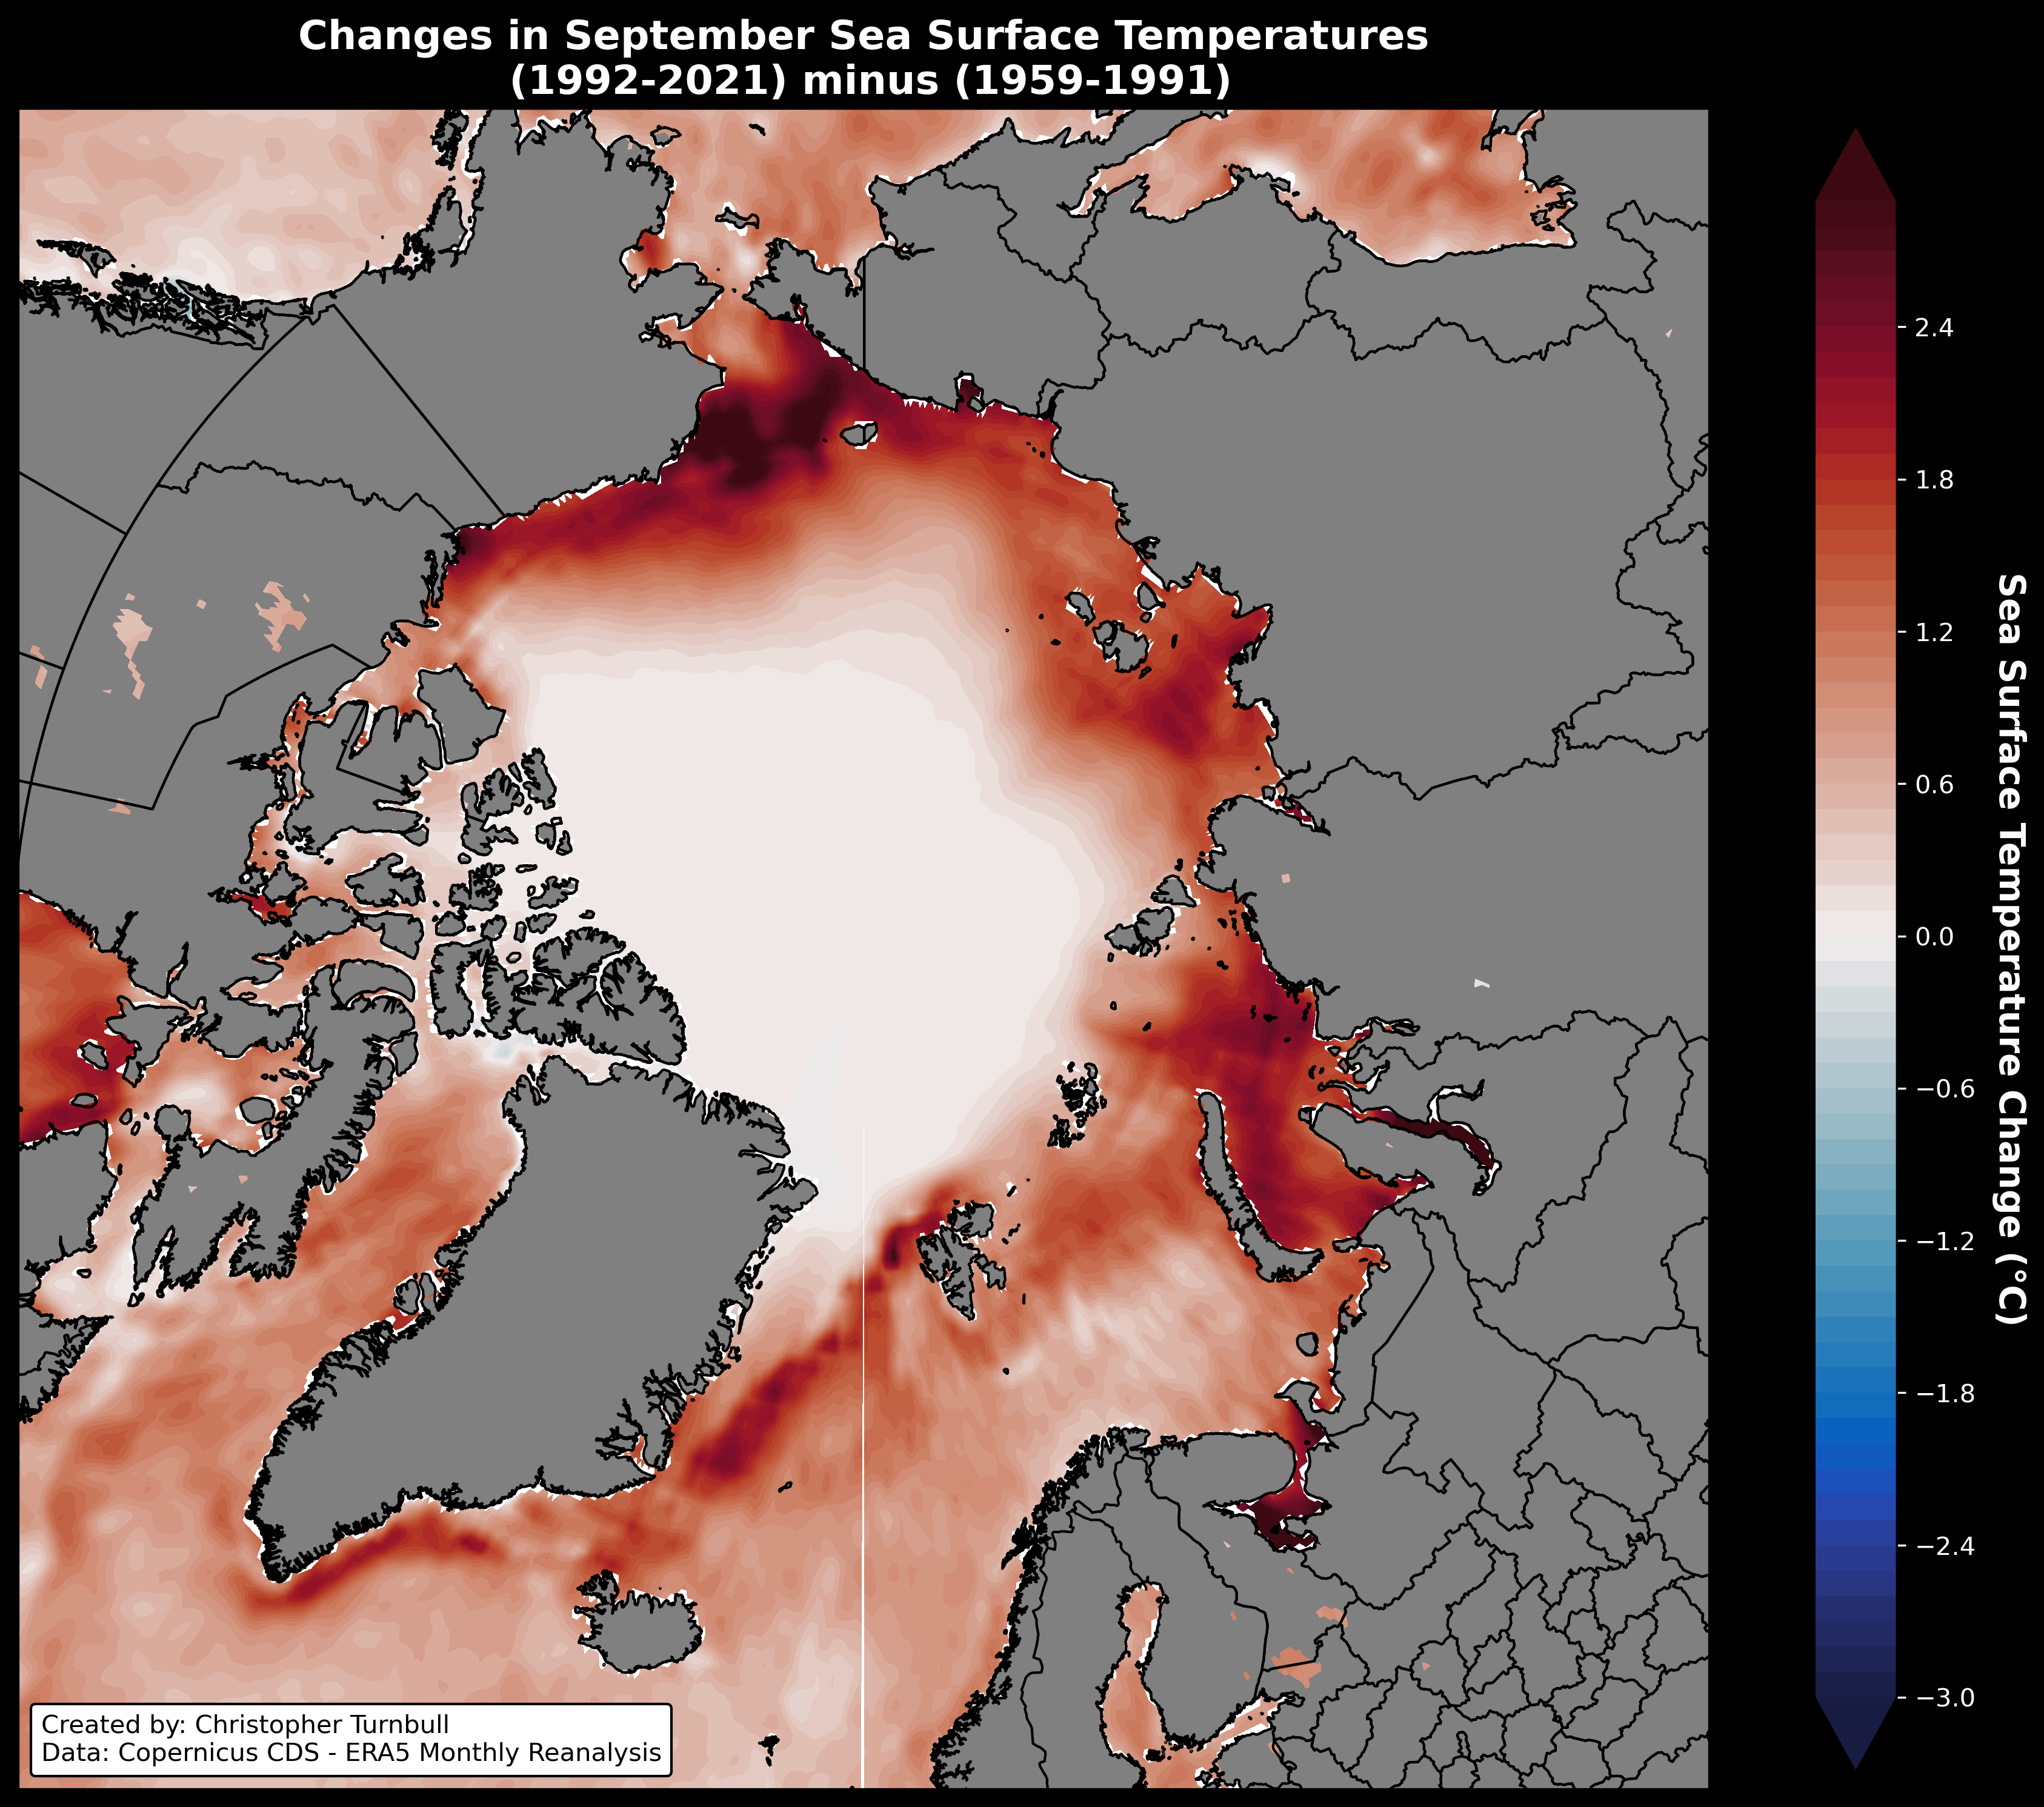 Changes in September Sea Surface Temperatures
(1992-2021) minus (1959-1991)
2.4
1.8
1.2
0.6
0.0
−0.6
−1.2
−1.8
−2.4
−3.0
Sea Surface Temperature Change (°C)
Created by: Christopher Turnbull
Data: Copernicus CDS - ERA5 Monthly Reanalysis